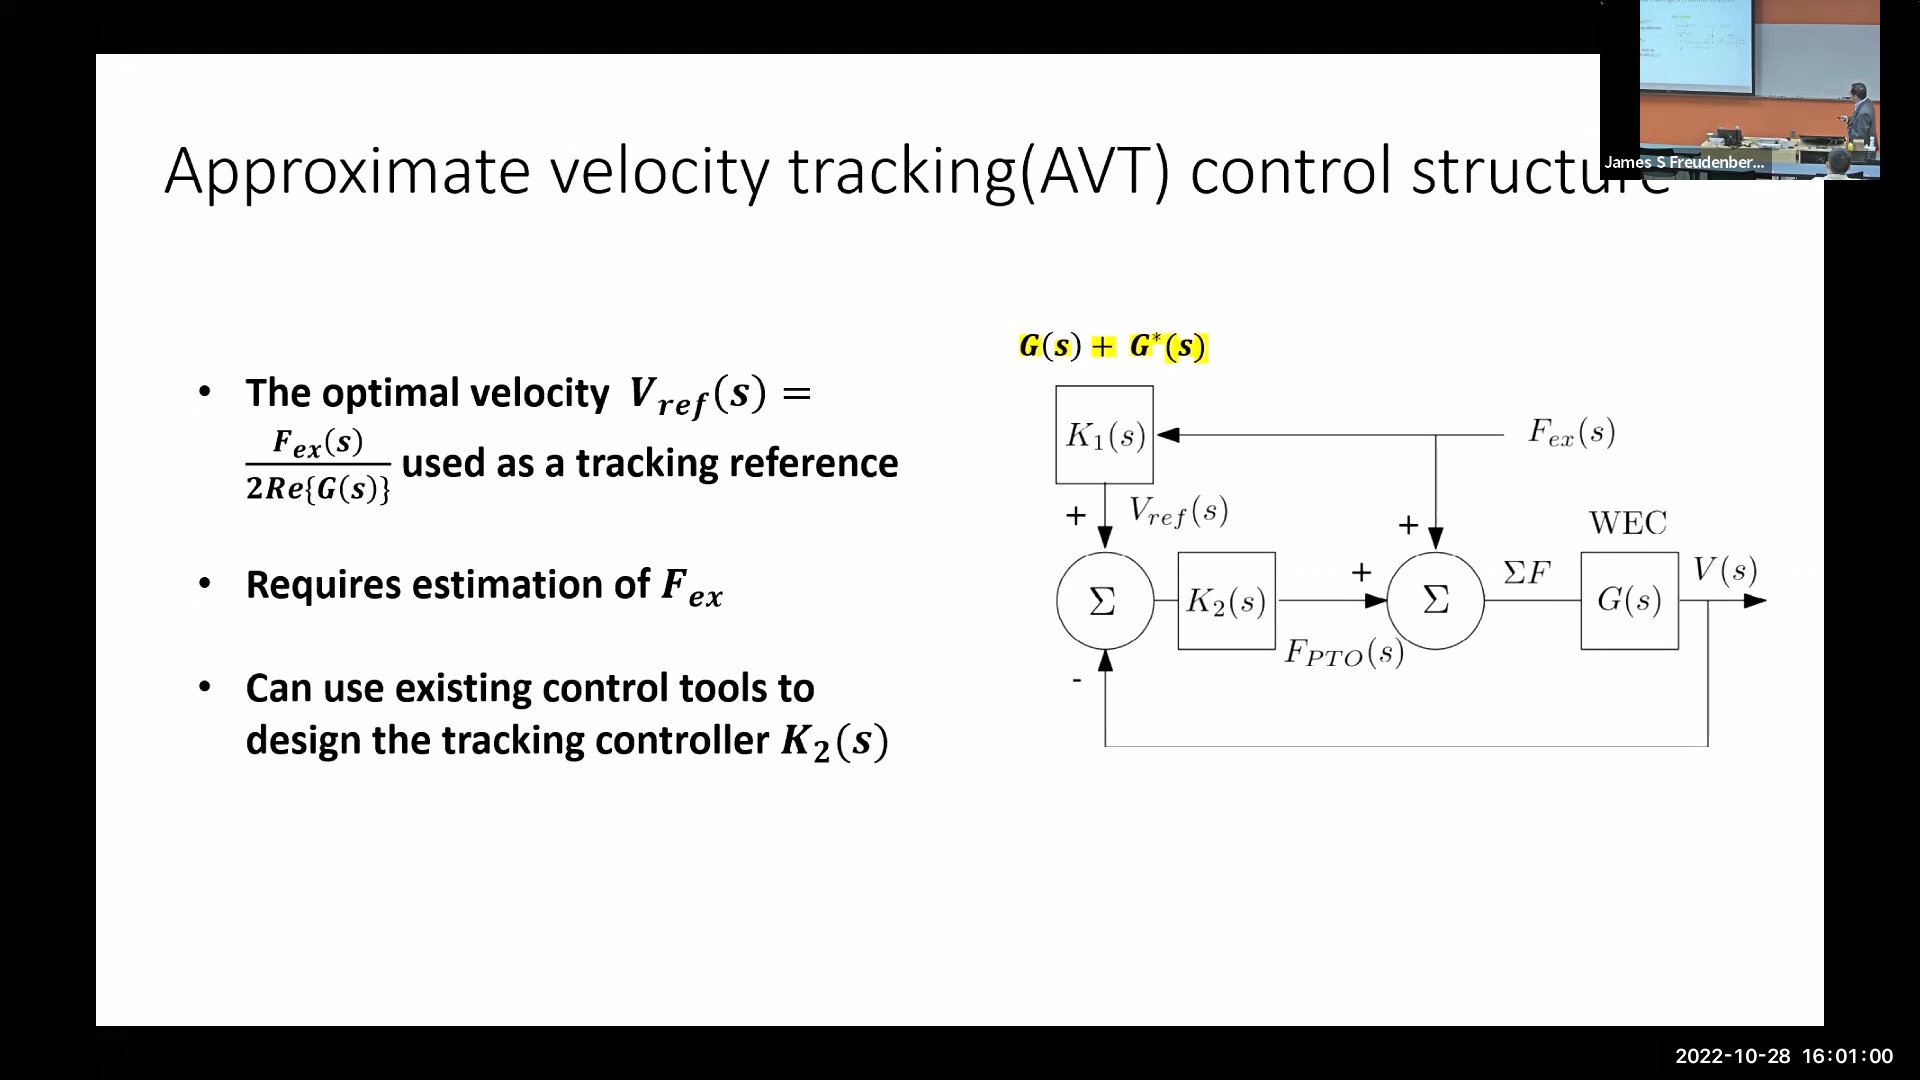 Approximate velocity tracking(AVT) control structure
James S Freudenber...
• The optimal velocity V_ref(s) =
F_ex(s)/2Re{G(s)} used as a tracking reference
• Requires estimation of F_ex
• Can use existing control tools to
design the tracking controller K_2(s)
G(s) + G*(s)
K_1(s)
F_ex(s)
+
V_ref(s)
+
WEC
Σ
K_2(s)
+
Σ
ΣF
G(s)
V(s)
F_PTO(s)
-
2022-10-28 16:01:00